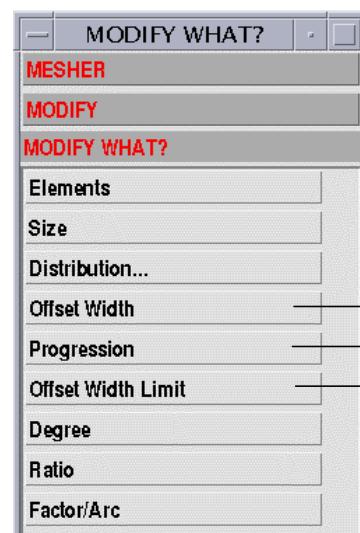 MODIFY WHAT?
MESHER
MODIFY
MODIFY WHAT?
Elements
Size
Distribution...
Offset Width
Progression
Offset Width Limit
Degree
Ratio
Factor/Arc